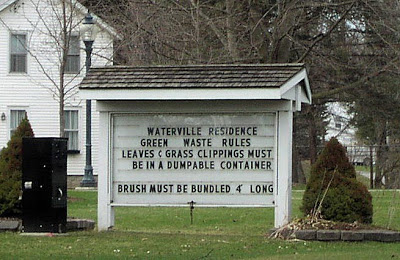 WATERVILLE RESIDENCE
GREEN WASTE RULES
LEAVES & GRASS CLIPPINGS MUST
BE IN A DUMPABLE CONTAINER
BRUSH MUST BE BUNDLED 4' LONG